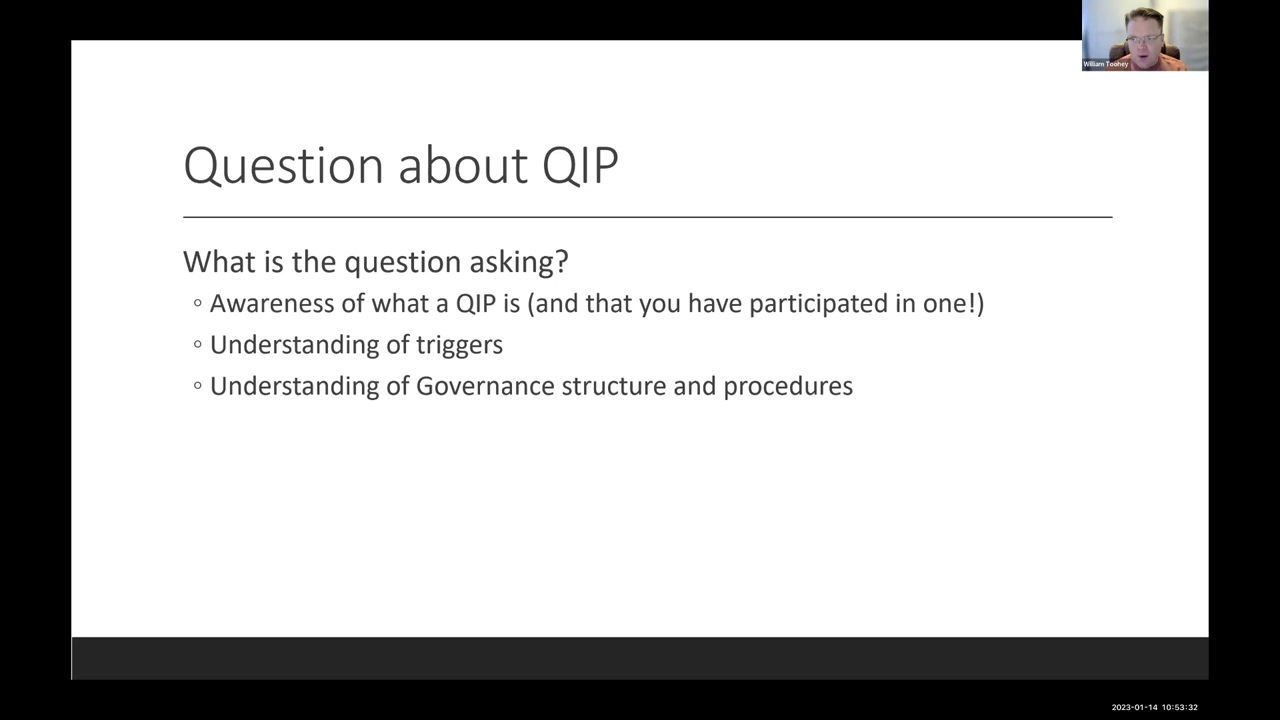 William Toohey
Question about QIP
What is the question asking?
◦ Awareness of what a QIP is (and that you have participated in one!)
◦ Understanding of triggers
◦ Understanding of Governance structure and procedures
2023-01-14 10:53:32